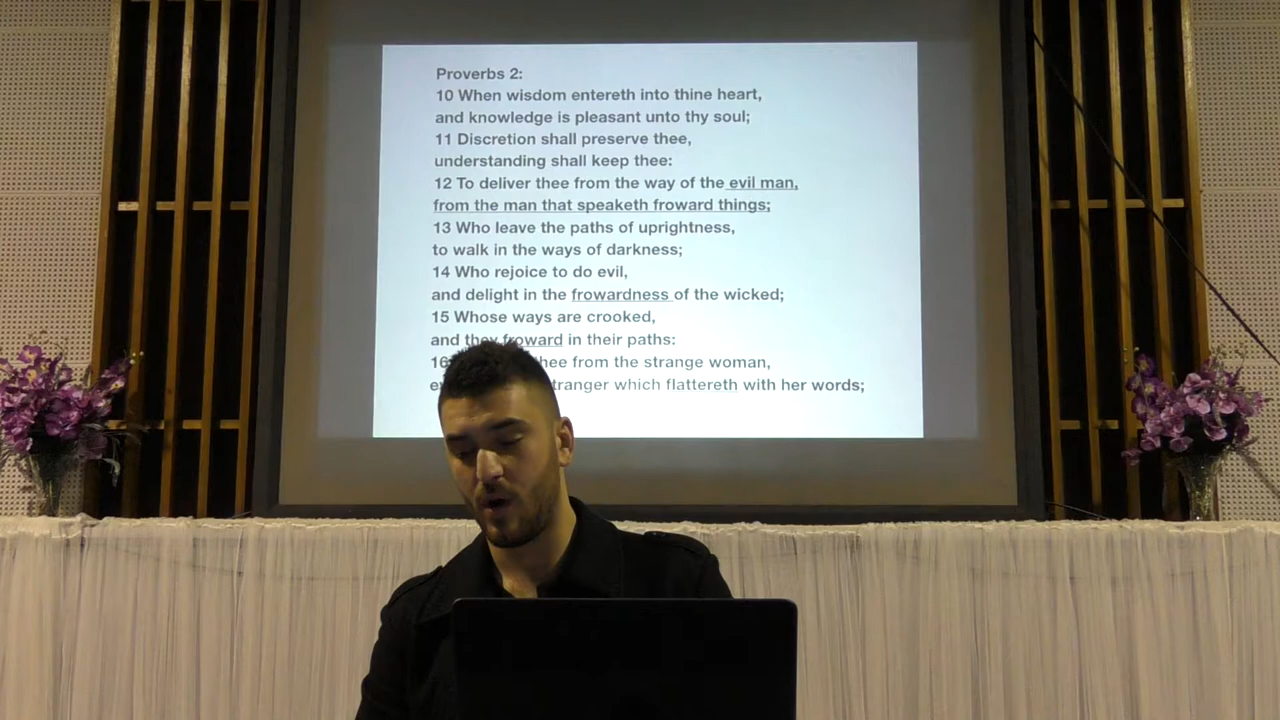 Proverbs 2:
10 When wisdom entereth into thine heart,
and knowledge is pleasant unto thy soul;
11 Discretion shall preserve thee,
understanding shall keep thee:
12 To deliver thee from the way of the evil man,
from the man that speaketh froward things;
13 Who leave the paths of uprightness,
to walk in the ways of darkness;
14 Who rejoice to do evil,
and delight in the frowardness of the wicked;
15 Whose ways are crooked,
and they froward in their paths:
16 thee from the strange woman,
stranger which flattereth with her words;